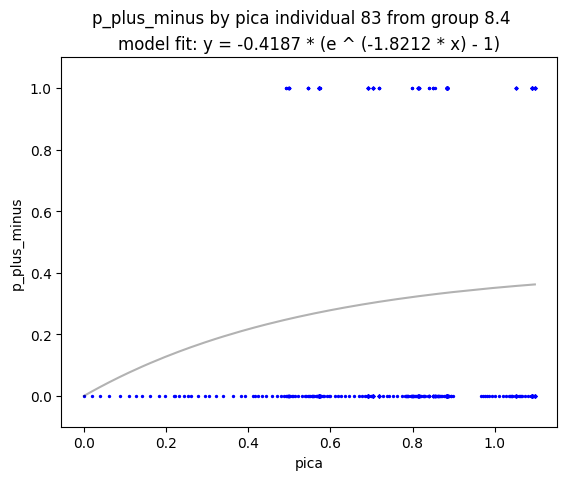 p_plus_minus by pica individual 83 from group 8.4
model fit: y = -0.4187 * (e ^ (-1.8212 * x) - 1)
1.0
0.8
0.6
0.4
0.2
0.0
p_plus_minus
0.0 0.2 0.4 0.6 0.8 1.0
pica